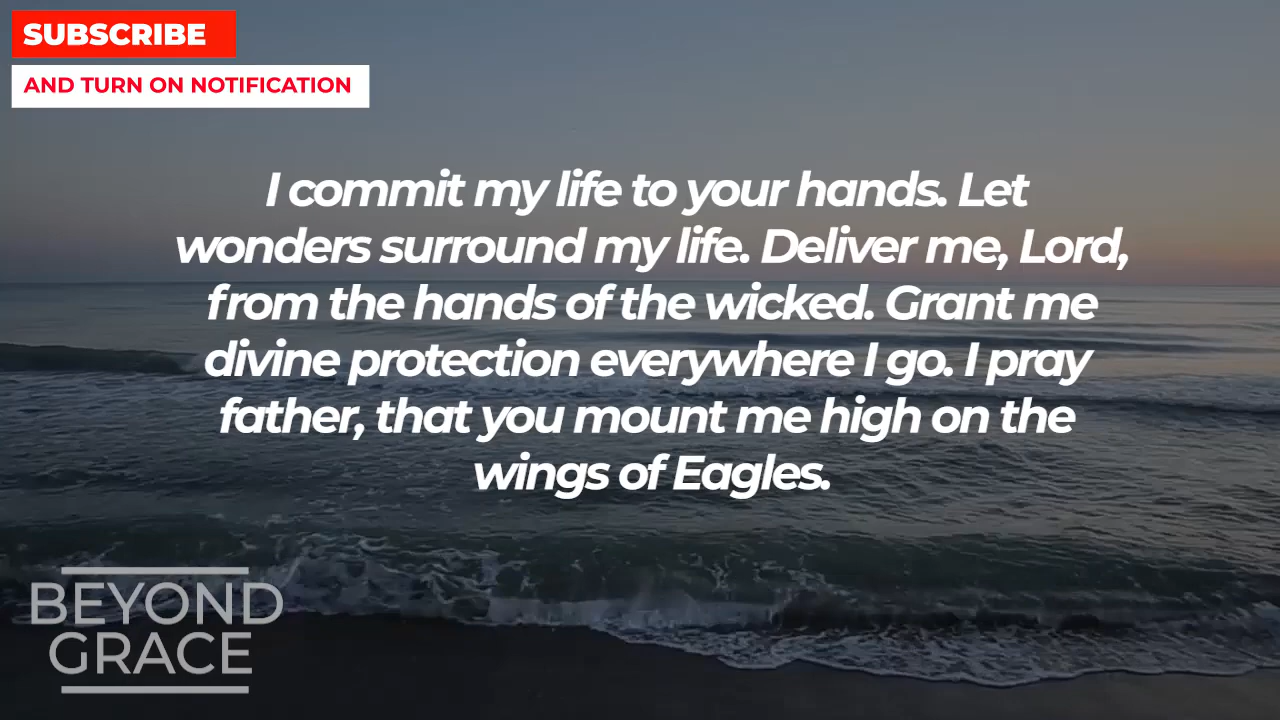 SUBSCRIBE
AND TURN ON NOTIFICATION
I commit my life to your hands. Let
wonders surround my life. Deliver me, Lord,
from the hands of the wicked. Grant me
divine protection everywhere I go. I pray
father, that you mount me high on the
wings of Eagles.
BEYOND
GRACE